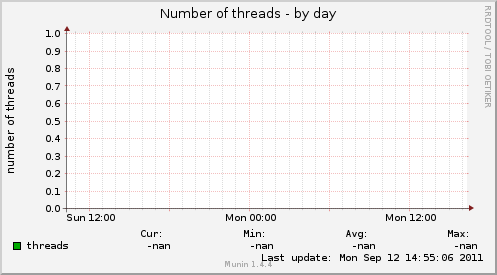 Number of threads - by day
RRDTOOL / TOBI OETIKER
number of threads
1.0
0.9
0.8
0.7
0.6
0.5
0.4
0.3
0.2
0.1
0.0
Sun 12:00 Mon 00:00 Mon 12:00
Cur: Min: Avg: Max:
threads -nan -nan -nan -nan
Last update: Mon Sep 12 14:55:06 2011
Munin 1.4.4